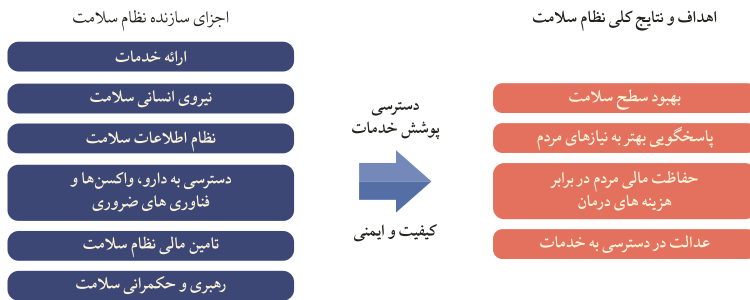 اجزای سازنده نظام سلامت
ارائه خدمات
نیروی انسانی سلامت
نظام اطلاعات سلامت
دسترسی به دارو، واکسن‌ها و
فناوری های ضروری
تامین مالی نظام سلامت
رهبری و حکمرانی سلامت
دسترسی
پوشش خدمات
کیفیت و ایمنی
اهداف و نتایج کلی نظام سلامت
بهبود سطح سلامت
پاسخگویی بهتر به نیازهای مردم
حفاظت مالی مردم در برابر
هزینه های درمان
عدالت در دسترسی به خدمات